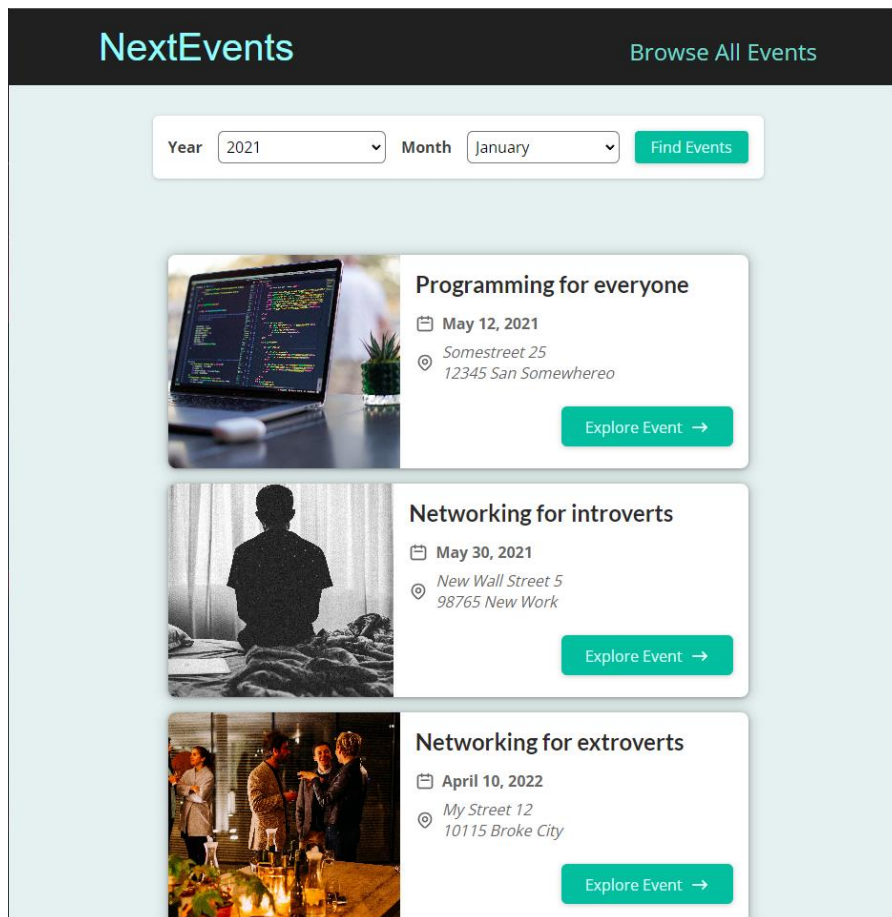 NextEvents
Browse All Events
Year 2021 Month January Find Events
Programming for everyone
May 12, 2021
Somestreet 25
12345 San Somewhereo
Explore Event →
Networking for introverts
May 30, 2021
New Wall Street 5
98765 New Work
Explore Event →
Networking for extroverts
April 10, 2022
My Street 12
10115 Broke City
Explore Event →